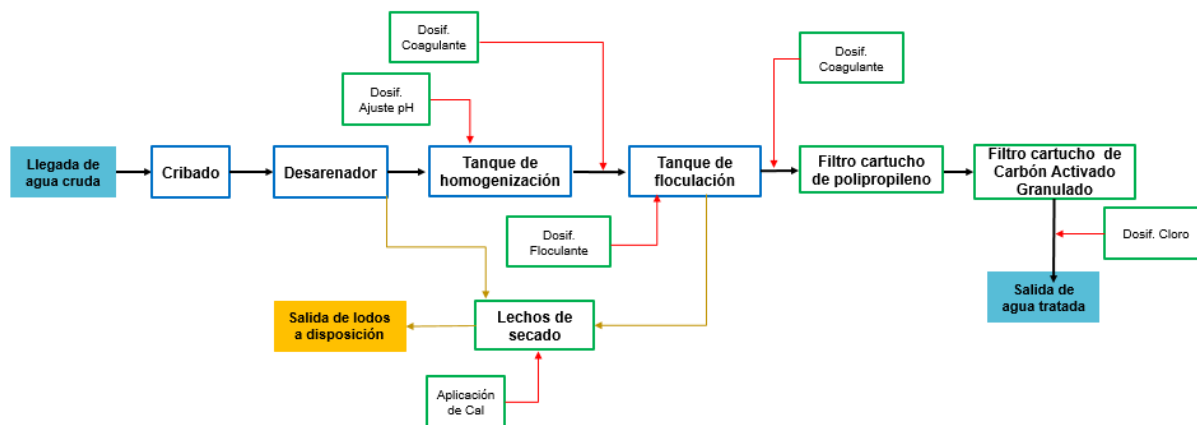 Dosif.
Coagulante
Dosif.
Coagulante
Dosif.
Ajuste pH
Llegada de
agua cruda
Cribado
Desarenador
Tanque de
homogenización
Tanque de
floculación
Filtro cartucho
de polipropileno
Filtro cartucho de
Carbón Activado
Granulado
Dosif.
Floculante
Dosif. Cloro
Salida de lodos
a disposición
Lechos de
secado
Salida de
agua tratada
Aplicación
de Cal